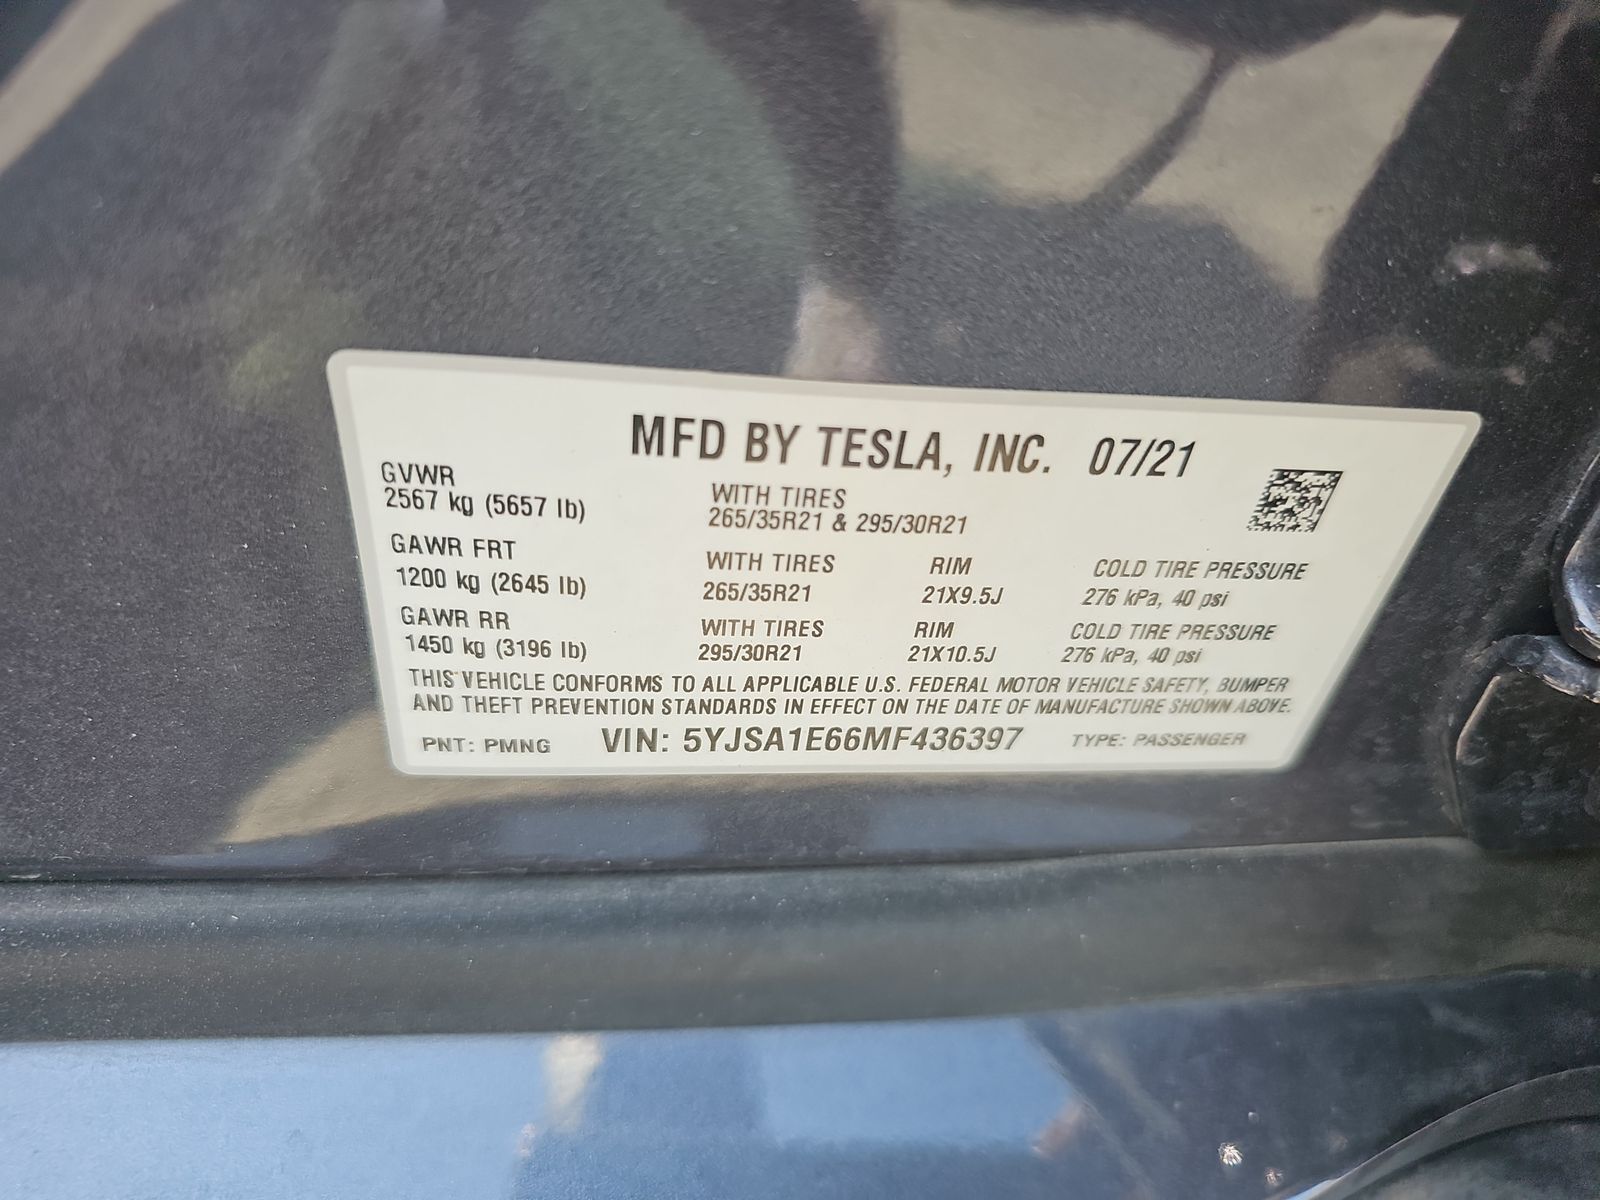 MFD BY TESLA, INC. 07/21
GVWR
2567 kg (5657 lb)
WITH TIRES
265/35R21 & 295/30R21
GAWR FRT
1200 kg (2645 lb)
WITH TIRES
265/35R21
RIM
21X9.5J
COLD TIRE PRESSURE
276 kPa, 40 psi
GAWR RR
1450 kg (3196 lb)
WITH TIRES
295/30R21
RIM
21X10.5J
COLD TIRE PRESSURE
276 kPa, 40 psi
THIS VEHICLE CONFORMS TO ALL APPLICABLE U.S. FEDERAL MOTOR VEHICLE SAFETY, BUMPER
AND THEFT PREVENTION STANDARDS IN EFFECT ON THE DATE OF MANUFACTURE SHOWN ABOVE.
PNT: PMNG VIN: 5YJSA1E66MF436397 TYPE: PASSENGER